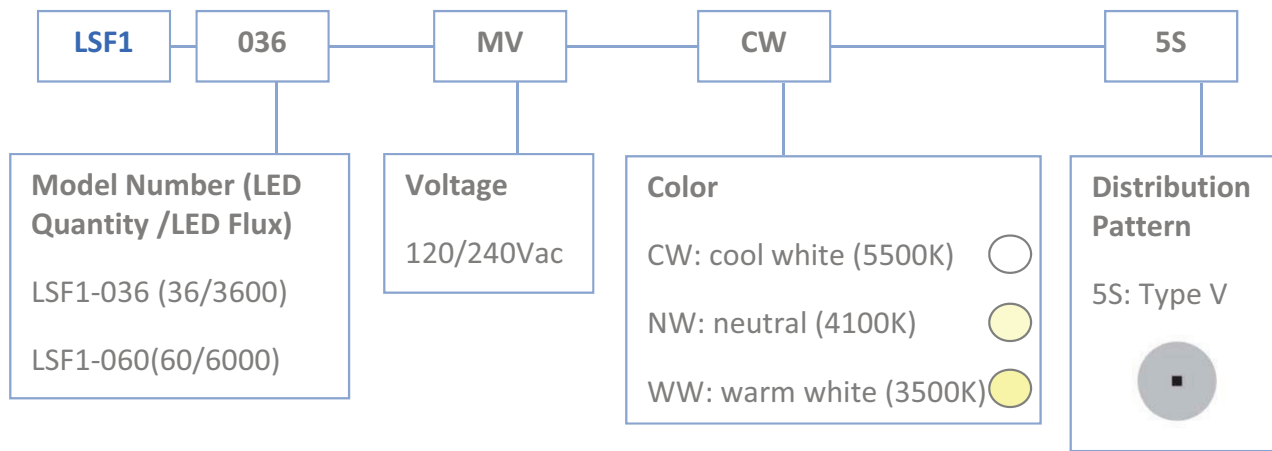 LSF1 036 MV CW 5S
Model Number (LED
Quantity /LED Flux)
LSF1-036 (36/3600)
LSF1-060(60/6000)
Voltage
120/240Vac
Color
CW: cool white (5500K)
NW: neutral (4100K)
WW: warm white (3500K)
Distribution
Pattern
5S: Type V